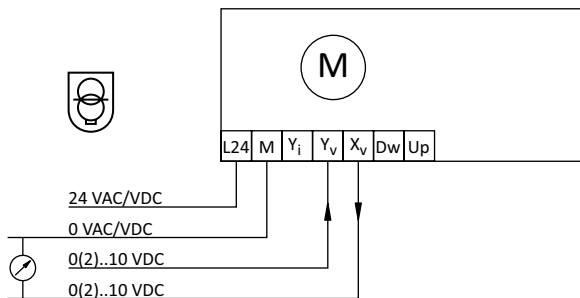 M
L24 M Yi Yv Xv Dw Up
24 VAC/VDC
0 VAC/VDC
0(2)..10 VDC
0(2)..10 VDC